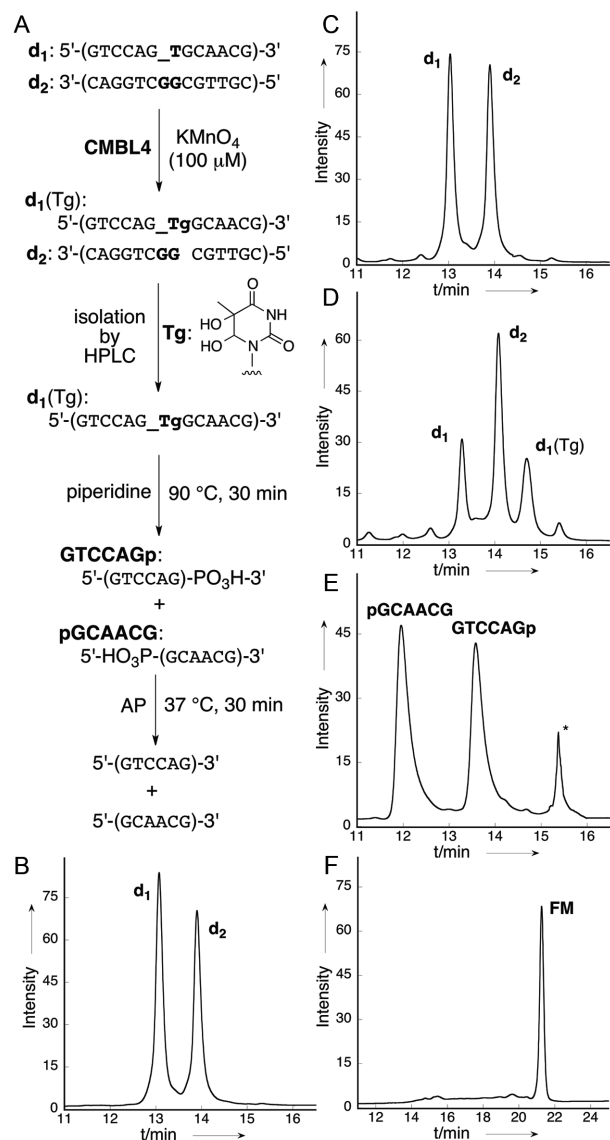 A
d1: 5'-(GTCCAG_TGCAACG)-3'
d2: 3'-(CAGGTCGGCGTTGC)-5'
CMBL4
KMnO4
(100 μM)
d1(Tg):
5'-(GTCCAG_TgGCAACG)-3'
d2: 3'-(CAGGTCGG CGTTGC)-5'
isolation
by
HPLC
Tg:
O
HO
NH
HO
N
O
d1(Tg):
5'-(GTCCAG_TgGCAACG)-3'
piperidine
90 °C, 30 min
GTCCAGp:
5'-(GTCCAG)-PO3H-3'
+
pGCAACG:
5'-HO3P-(GCAACG)-3'
AP
37 °C, 30 min
5'-(GTCCAG)-3'
+
5'-(GCAACG)-3'
B
d1
d2
75
60
45
30
15
0
Intensity
11
13
14
15
16
t/min
C
d1
d2
75
60
45
30
15
0
Intensity
11 12 13 14 15 16
t/min
D
d2
d1
d1(Tg)
60
45
30
15
0
Intensity
11 12 13 14 15 16
t/min
E
pGCAACG
GTCCAGp
*
45
30
15
0
Intensity
11 12 13 14 15 16
t/min
F
FM
75
60
45
30
15
0
Intensity
12 14 16 18 20 22 24
t/min